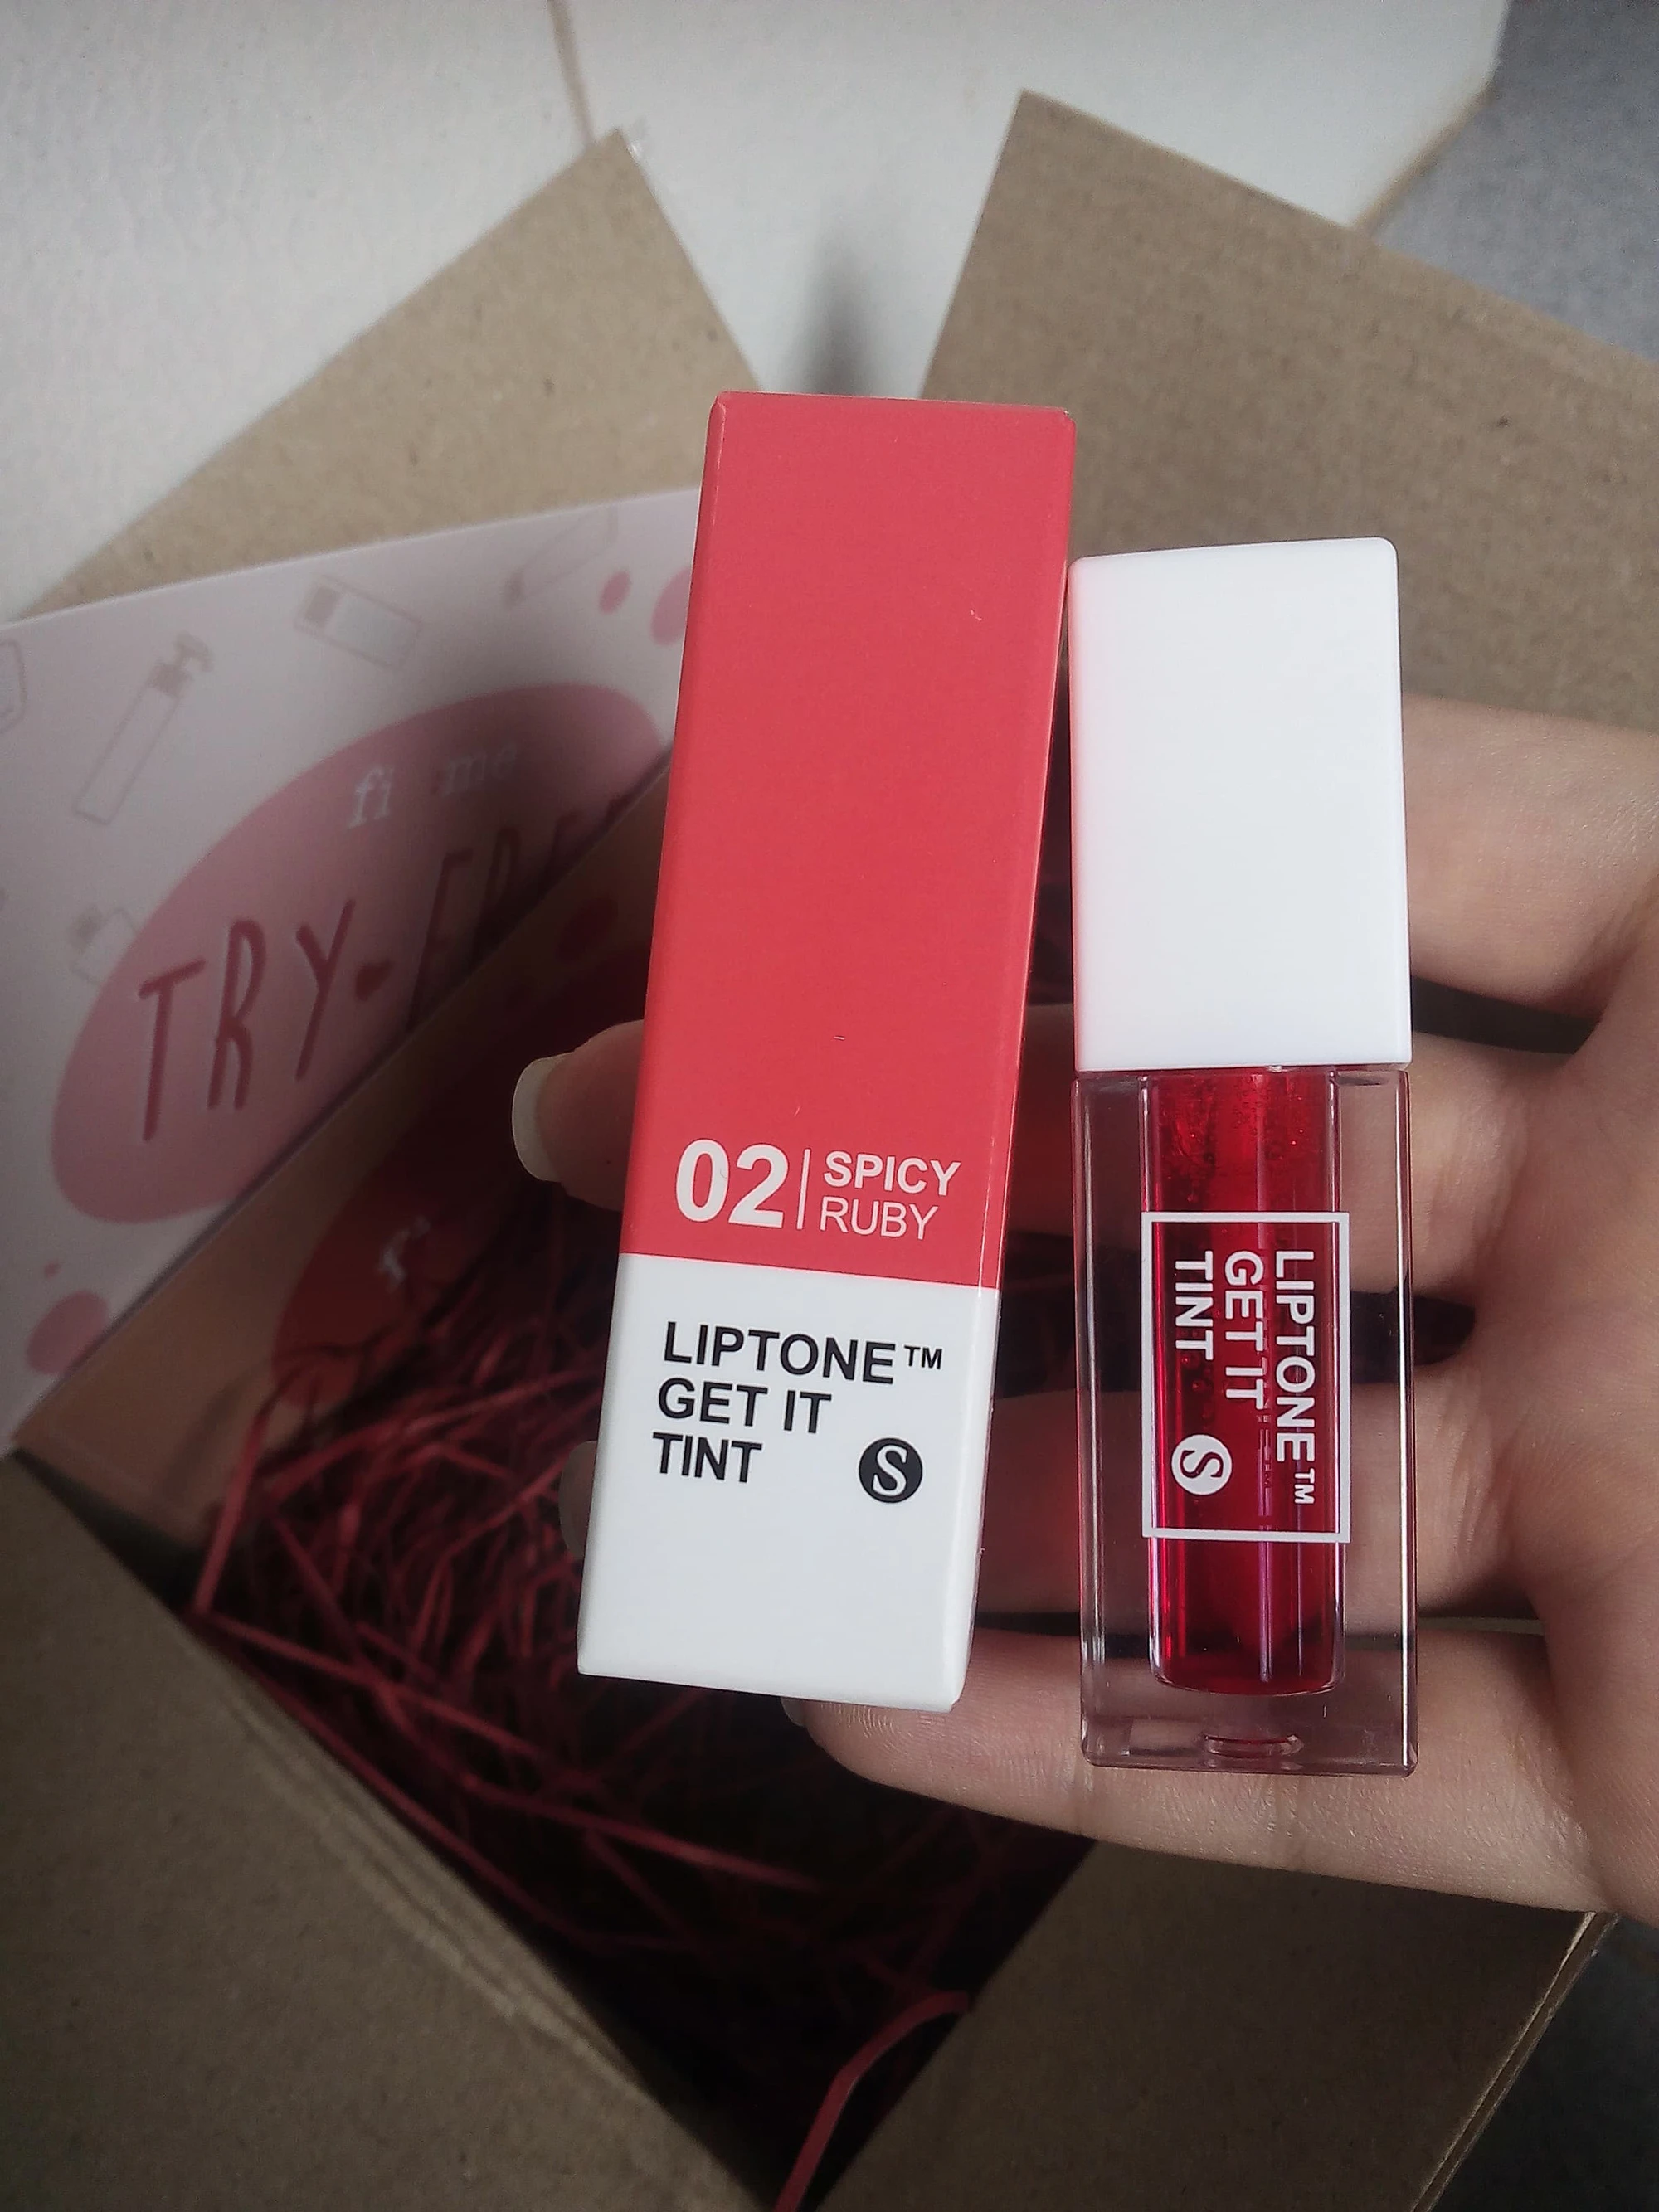 TRY
02 | SPICY
RUBY
LIPTONE™
GET IT
TINT
S
LIPTONE™
GET IT
TINT
S